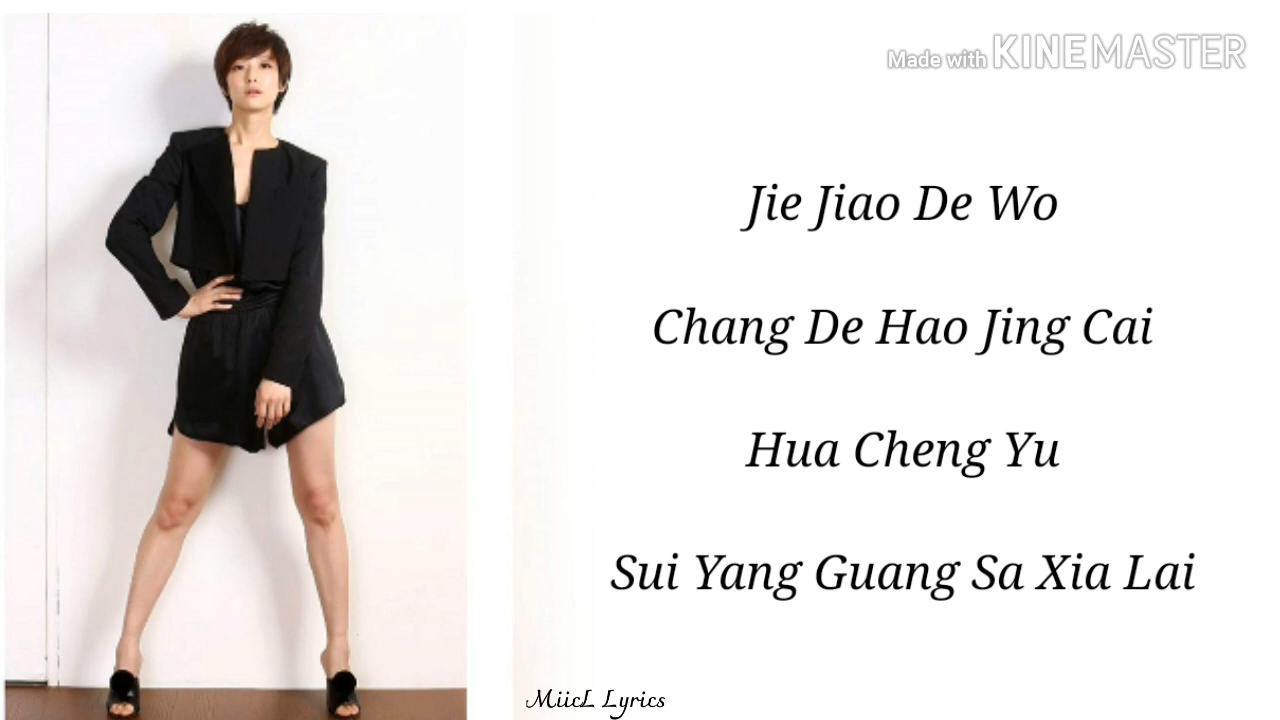 Made with KINEMASTER
Jie Jiao De Wo
Chang De Hao Jing Cai
Hua Cheng Yu
Sui Yang Guang Sa Xia Lai
MiicL Lyrics